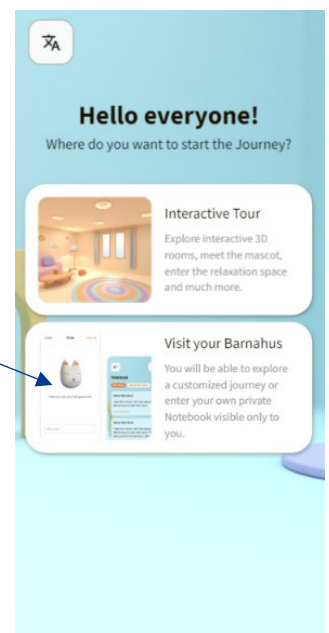 Hello everyone!
Where do you want to start the Journey?
Interactive Tour
Explore interactive 3D
rooms, meet the mascot,
enter the relaxation space
and much more.
Visit your Barnahus
You will be able to explore
a customized journey or
enter your own private
Notebook visible only to
you.